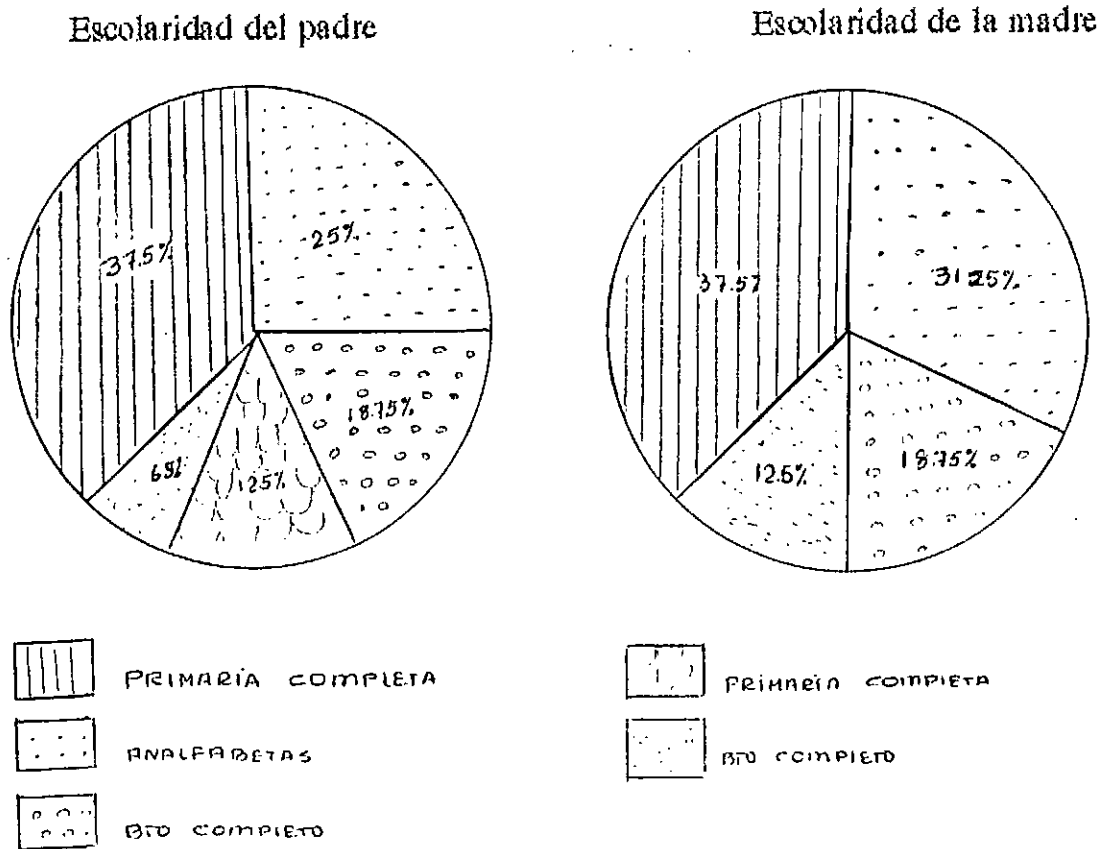 Escolaridad del padre
Escolaridad de la madre
37.5%
25%
18.75%
12.5%
6%
37.5%
31.25%
18.75%
12.5%
PRIMARIA COMPLETA
ANALFABETAS
BTO COMPLETO
PRIMARIA COMPLETA
BTO COMPLETO